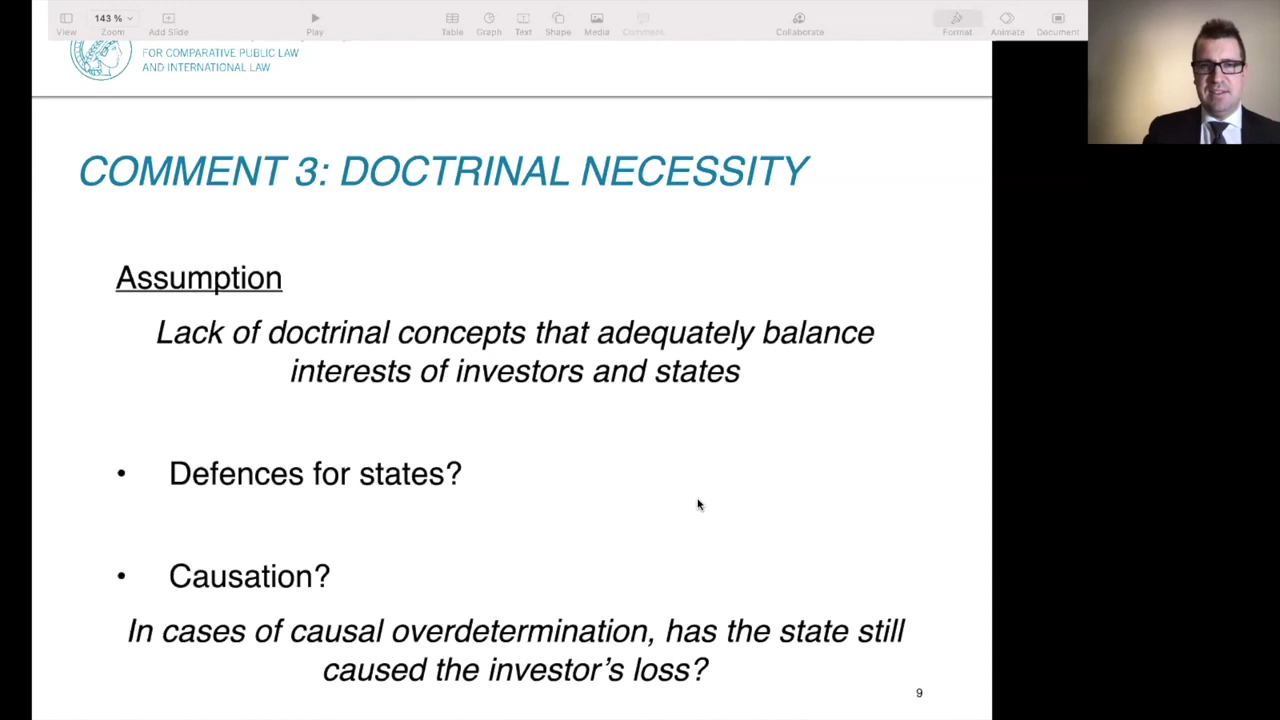 143 %
View
Zoom
Add Slide
Play
Table
Graph
Text
Shape
Media
Comment
Collaborate
Format
Animate
Document
FOR COMPARATIVE PUBLIC LAW
AND INTERNATIONAL LAW
COMMENT 3: DOCTRINAL NECESSITY
Assumption
Lack of doctrinal concepts that adequately balance
interests of investors and states
• Defences for states?
• Causation?
In cases of causal overdetermination, has the state still
caused the investor’s loss?
9